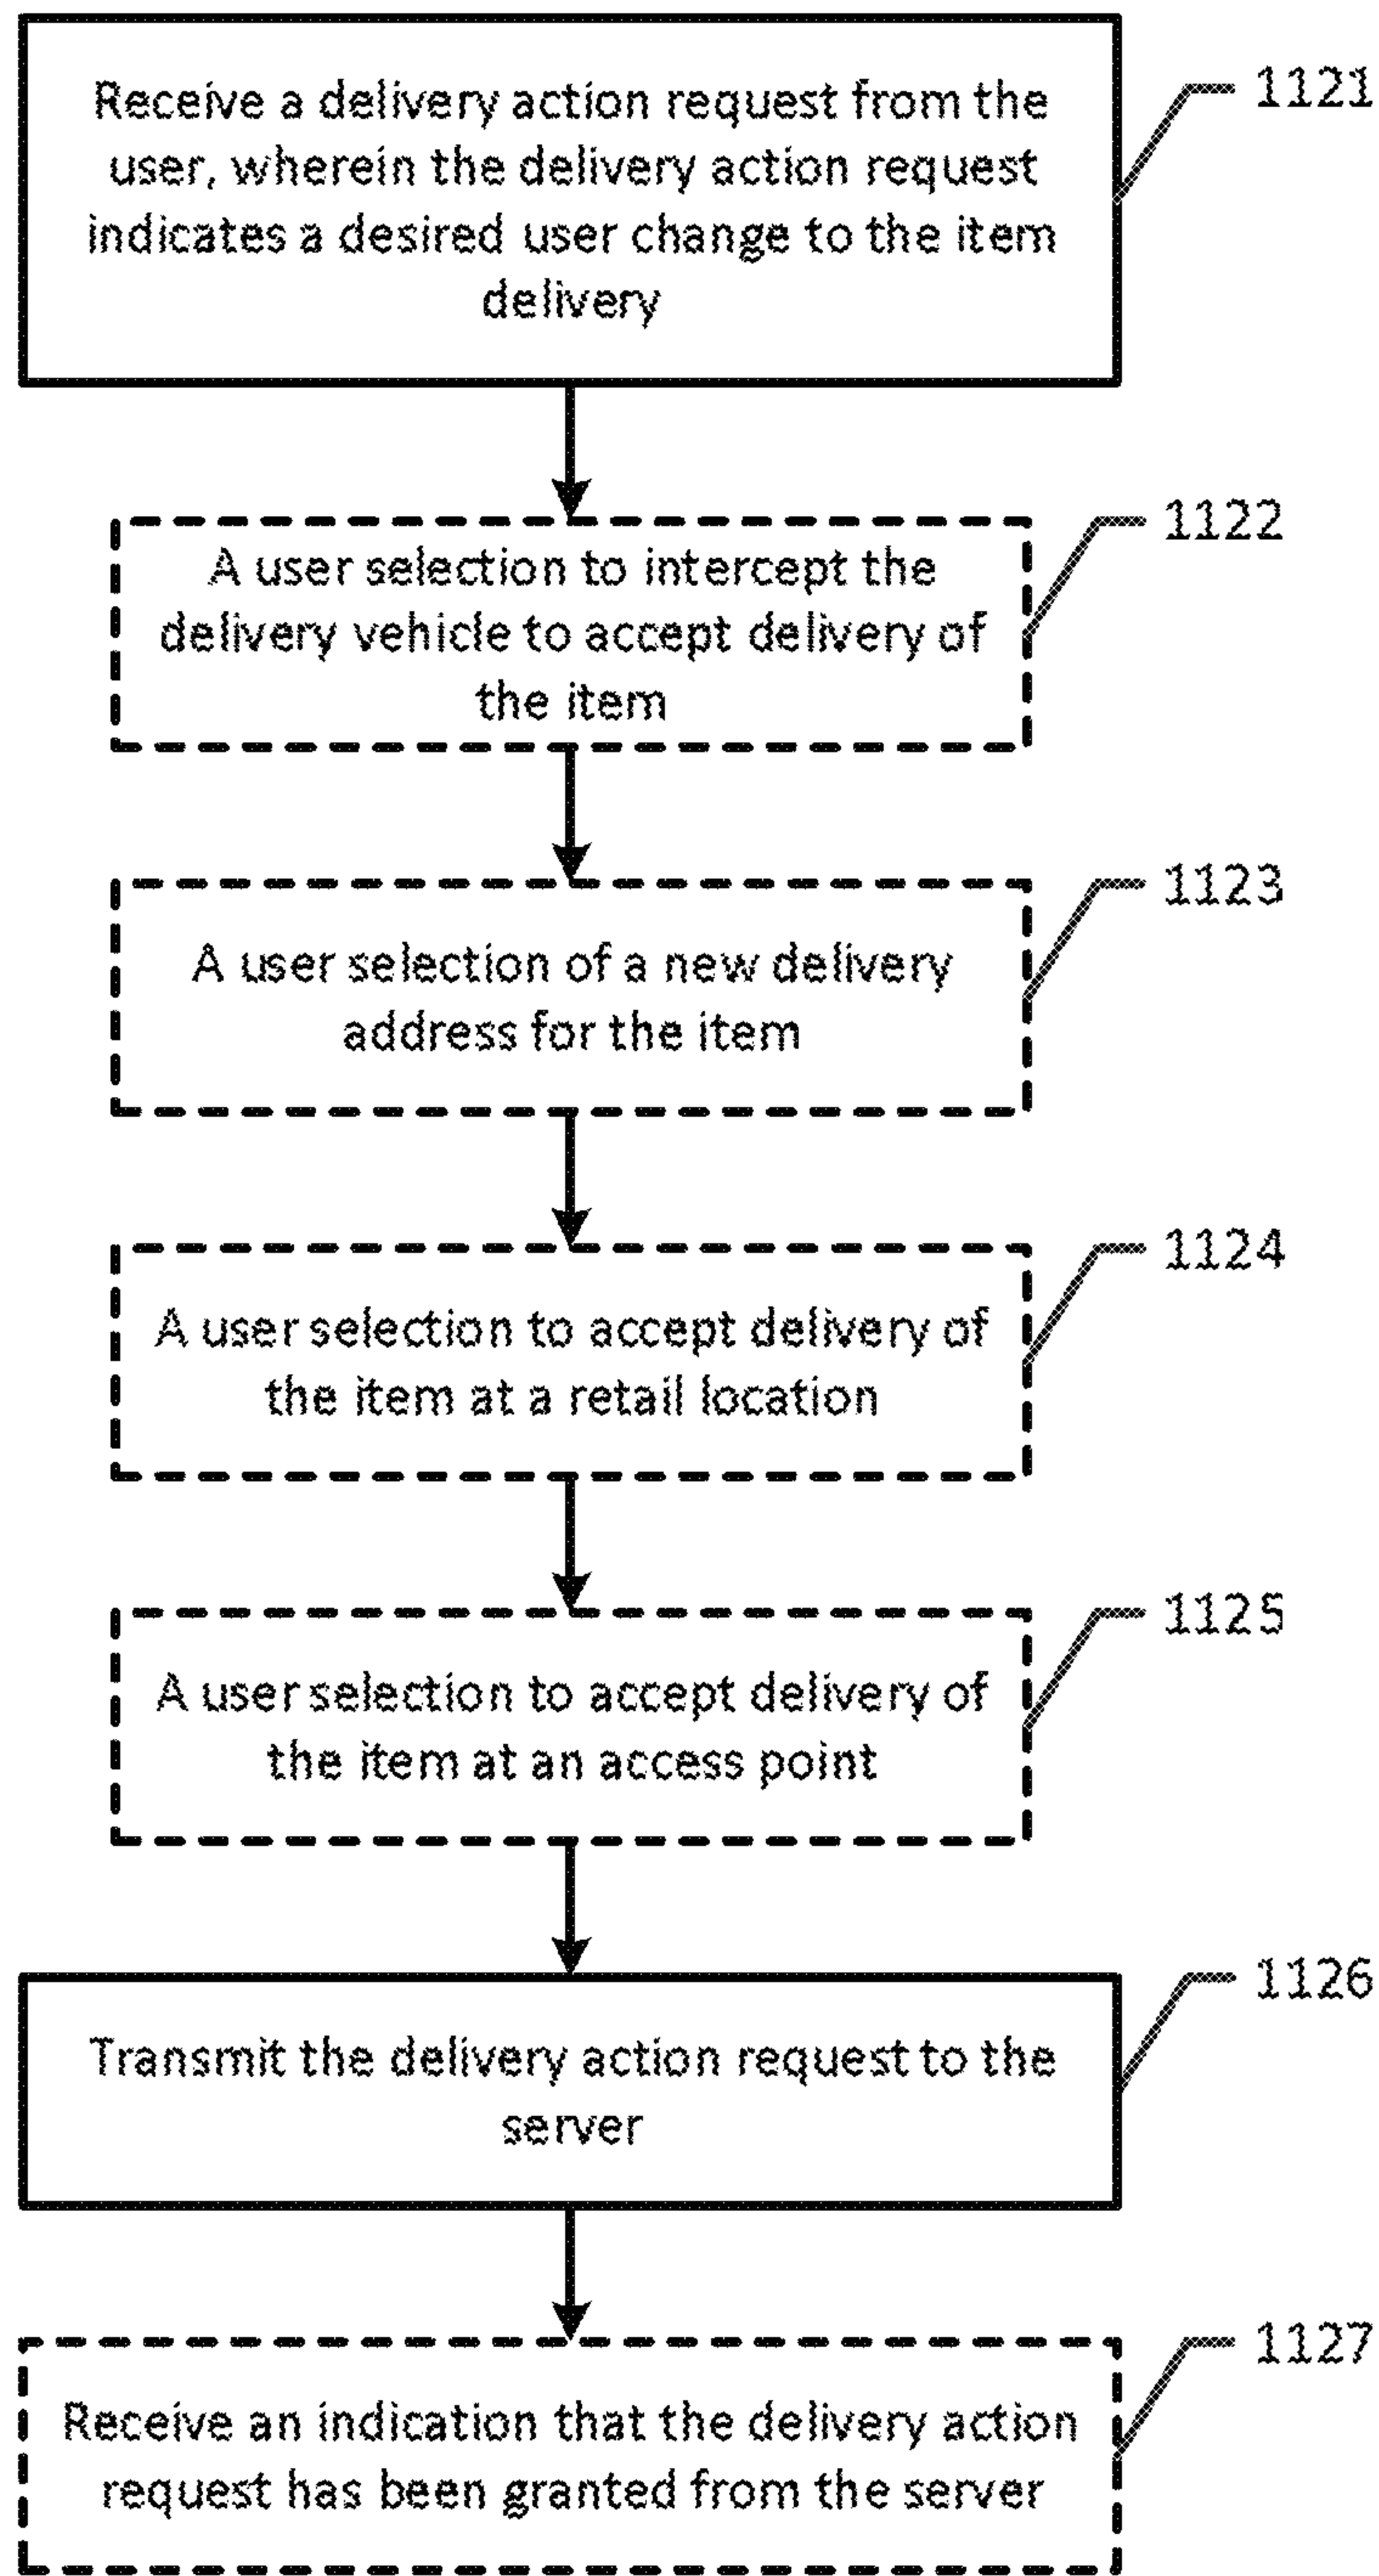 Receive a delivery action request from the
user, wherein the delivery action request
indicates a desired user change to the item
delivery
1121
A user selection to intercept the
delivery vehicle to accept delivery of
the item
1122
A user selection of a new delivery
address for the item
1123
A user selection to accept delivery of
the item at a retail location
1124
A user selection to accept delivery of
the item at an access point
1125
Transmit the delivery action request to the
server
1126
Receive an indication that the delivery action
request has been granted from the server
1127